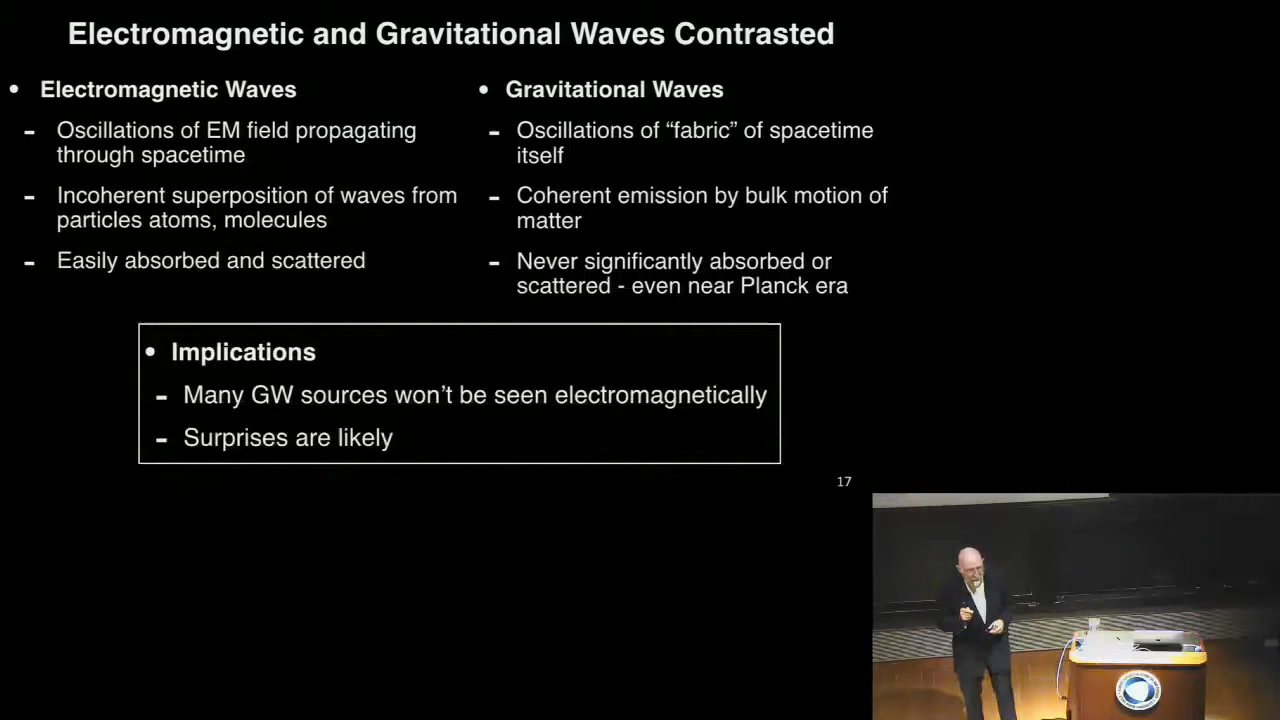 Electromagnetic and Gravitational Waves Contrasted
• Electromagnetic Waves
- Oscillations of EM field propagating
through spacetime
- Incoherent superposition of waves from
particles atoms, molecules
- Easily absorbed and scattered
• Gravitational Waves
- Oscillations of “fabric” of spacetime
itself
- Coherent emission by bulk motion of
matter
- Never significantly absorbed or
scattered - even near Planck era
• Implications
- Many GW sources won’t be seen electromagnetically
- Surprises are likely
17